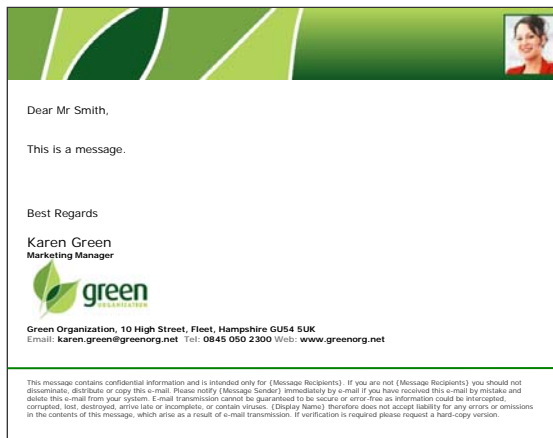 Dear Mr Smith,
This is a message.
Best Regards
Karen Green
Marketing Manager
green
ORGANIZATION
Green Organization, 10 High Street, Fleet, Hampshire GU54 5UK
Email: karen.green@greenorg.net Tel: 0845 050 2300 Web: www.greenorg.net
This message contains confidential information and is intended only for {Message Recipients}. If you are not {Message Recipients} you should not
disseminate, distribute or copy this e-mail. Please notify {Message Sender} immediately by e-mail if you have received this e-mail by mistake and
delete this e-mail from your system. E-mail transmission cannot be guaranteed to be secure or error-free as information could be intercepted,
corrupted, lost, destroyed, arrive late or incomplete, or contain viruses. {Display Name} therefore does not accept liability for any errors or omissions
in the contents of this message, which arise as a result of e-mail transmission. If verification is required please request a hard-copy version.